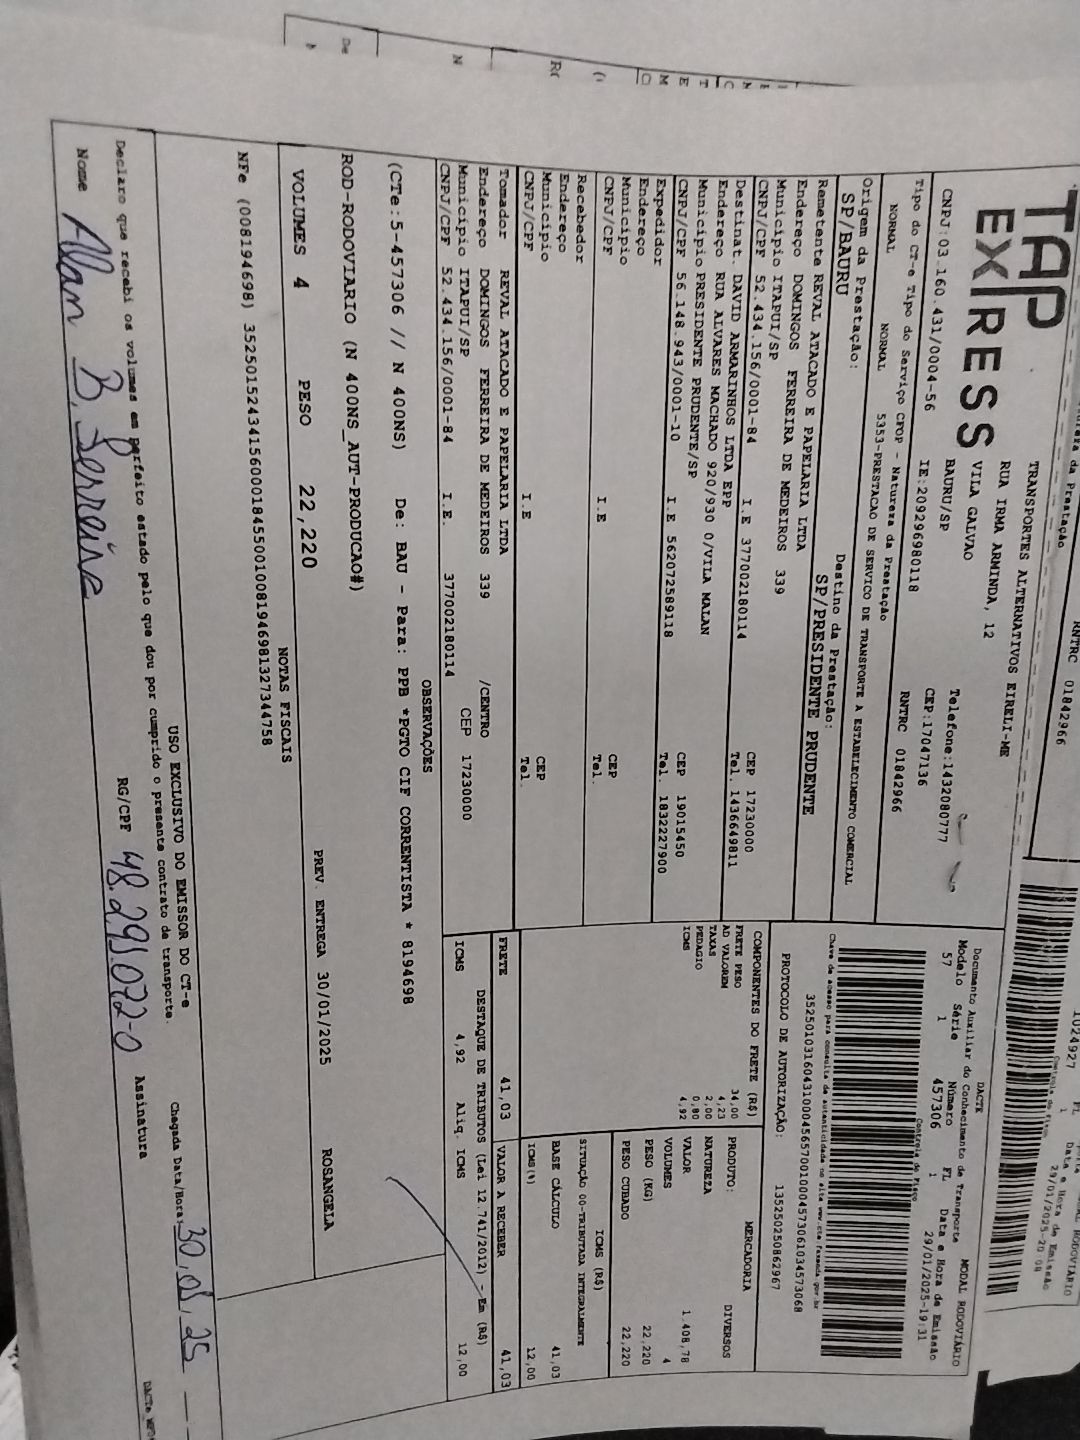 RNTRC 01842966
1024927
29/01/2025-20
TAP
EXPRESS
TRANSPORTES ALTERNATIVOS EIRELI-ME
RUA IRMA ARMINDA, 12
VILA GALVAO
BAURU/SP
Telefone:1432080777
CEP:17047136
CNPJ:03.160.431/0004-56
IE:209296980118
RNTRC 01842966
Tipo do CT-e Tipo do Serviço CFOP - Natureza da Prestação
NORMAL NORMAL 5353-PRESTACAO DE SERVICO DE TRANSPORTE A ESTABELECIMENTO COMERCIAL
Origem da Prestação: Destino da Prestação:
SP/BAURU SP/PRESIDENTE PRUDENTE
DACTE
Documento Auxiliar do Conhecimento de Transporte MODAL RODOVIÁRIO
Modelo Série Número FL Data e Hora de Emissão
57 1 457306 1 29/01/2025-19:31
Controle do Fisco
Chave de acesso para consulta de autenticidade no site www.cte.fazenda.gov.br
35250103160431000456570010004573061034573068
PROTOCOLO DE AUTORIZAÇÃO: 135250250862967
Remetente REVAL ATACADO E PAPELARIA LTDA
Endereço DOMINGOS FERREIRA DE MEDEIROS 339
Município ITAPUI/SP CEP 17230000
CNPJ/CPF 52.434.156/0001-84 I.E 377002180114 Tel. 1436649811
Destinat. DAVID ARMARINHOS LTDA EPP
Endereço RUA ALVARES MACHADO 920/930 0/VILA MALAN
Município PRESIDENTE PRUDENTE/SP CEP 19015450
CNPJ/CPF 56.148.943/0001-10 I.E 562072589118 Tel. 1832227900
Expedidor
Endereço
Município CEP
CNPJ/CPF I.E Tel.
Recebedor
Endereço
Município CEP
CNPJ/CPF I.E Tel.
Tomador REVAL ATACADO E PAPELARIA LTDA
Endereço DOMINGOS FERREIRA DE MEDEIROS 339 /CENTRO
Município ITAPUI/SP CEP 17230000
CNPJ/CPF 52.434.156/0001-84 I.E. 377002180114
COMPONENTES DO FRETE (R$)
FRETE PESO 34,00
AD VALOREM 4,23
TAXAS 2,00
PEDAGIO 0,80
ICMS 4,92
MERCADORIA
PRODUTO: DIVERSOS
NATUREZA
VALOR 1.408,78
VOLUMES 4
PESO (KG) 22,220
PESO CUBADO 22,220
ICMS (R$)
SITUAÇÃO 00-TRIBUTADA INTEGRALMENTE
BASE CÁLCULO 41,03
ICMS(%) 12,00
FRETE 41,03 VALOR A RECEBER 41,03
DESTAQUE DE TRIBUTOS (Lei 12.741/2012) - Em (R$)
ICMS 4,92 Aliq. ICMS 12,00
OBSERVAÇÕES
(CTe:5-457306 // N 400NS) De: BAU - Para: PPB *PGTO CIF CORRENTISTA * 8194698
ROD-RODOVIARIO (N 400NS_AUT-PRODUCAO#)
VOLUMES 4 PESO 22,220 PREV. ENTREGA 30/01/2025 ROSANGELA
NOTAS FISCAIS
NFe (008194698) 35250152434156000184550010081946981327344758
USO EXCLUSIVO DO EMISSOR DO CT-e
Declaro que recebi os volumes em perfeito estado pelo que dou por cumprido o presente contrato de transporte.
Chegada Data/Hora: 30,01,25
Nome Alan B. Ferreira RG/CPF 48.291.072-0 Assinatura